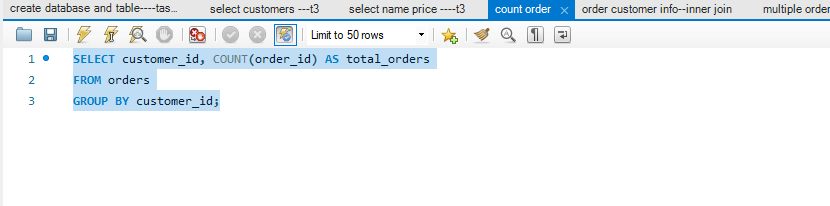 create database and table----tas...
select customers ---t3
select name price ----t3
count order
order customer info--inner join
multiple order
Limit to 50 rows
1 SELECT customer_id, COUNT(order_id) AS total_orders
2 FROM orders
3 GROUP BY customer_id;